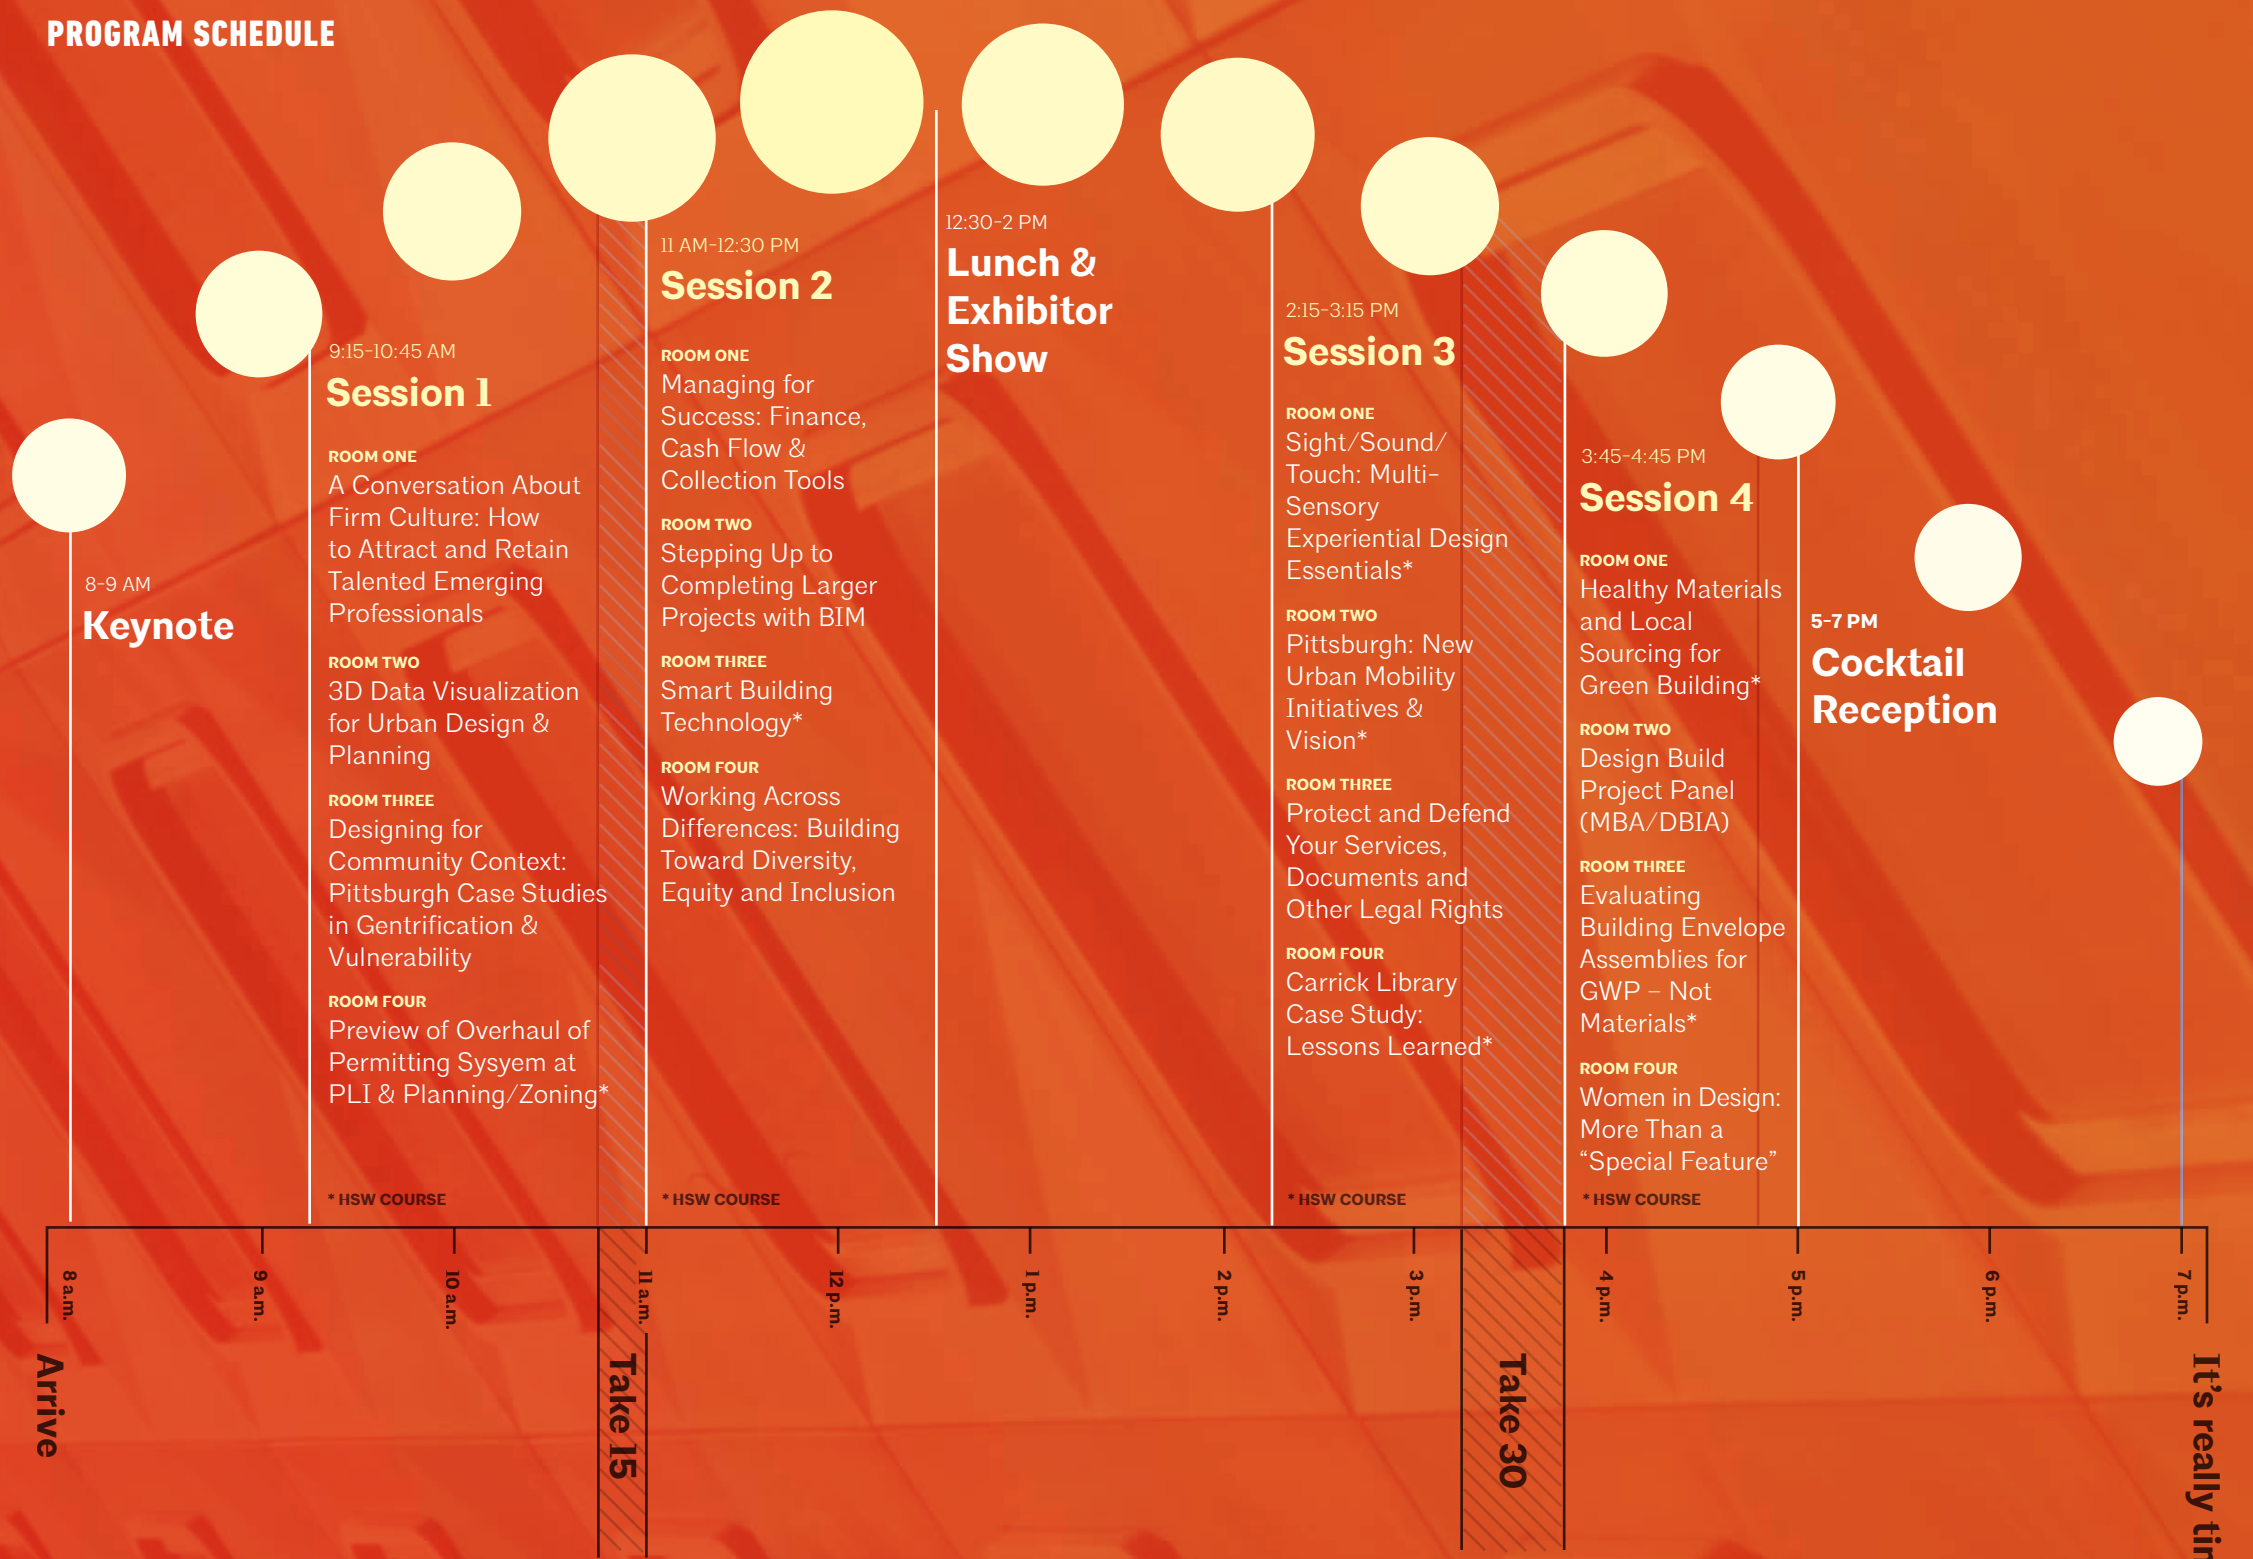 PROGRAM SCHEDULE
8-9 AM
Keynote
9:15-10:45 AM
Session 1
ROOM ONE
A Conversation About
Firm Culture: How
to Attract and Retain
Talented Emerging
Professionals
ROOM TWO
3D Data Visualization
for Urban Design &
Planning
ROOM THREE
Designing for
Community Context:
Pittsburgh Case Studies
in Gentrification &
Vulnerability
ROOM FOUR
Preview of Overhaul of
Permitting Sysyem at
PLI & Planning/Zoning*
* HSW COURSE
11 AM-12:30 PM
Session 2
ROOM ONE
Managing for
Success: Finance,
Cash Flow &
Collection Tools
ROOM TWO
Stepping Up to
Completing Larger
Projects with BIM
ROOM THREE
Smart Building
Technology*
ROOM FOUR
Working Across
Differences: Building
Toward Diversity,
Equity and Inclusion
* HSW COURSE
12:30-2 PM
Lunch &
Exhibitor
Show
2:15-3:15 PM
Session 3
ROOM ONE
Sight/Sound/
Touch: Multi-
Sensory
Experiential Design
Essentials*
ROOM TWO
Pittsburgh: New
Urban Mobility
Initiatives &
Vision*
ROOM THREE
Protect and Defend
Your Services,
Documents and
Other Legal Rights
ROOM FOUR
Carrick Library
Case Study:
Lessons Learned*
* HSW COURSE
3:45-4:45 PM
Session 4
ROOM ONE
Healthy Materials
and Local
Sourcing for
Green Building*
ROOM TWO
Design Build
Project Panel
(MBA/DBIA)
ROOM THREE
Evaluating
Building Envelope
Assemblies for
GWP – Not
Materials*
ROOM FOUR
Women in Design:
More Than a
“Special Feature”
* HSW COURSE
5-7 PM
Cocktail
Reception
8 a.m.
9 a.m.
10 a.m.
11 a.m.
12 p.m.
1 p.m.
2 p.m.
3 p.m.
4 p.m.
5 p.m.
6 p.m.
7 p.m.
Arrive
Take 15
Take 30
It’s really